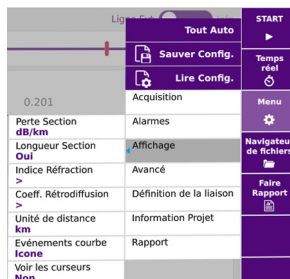 Tout Auto
Sauver Config.
Lire Config.
0.201
Perte Section
dB/km
Longueur Section
Oui
Indice Réfraction
>
Coeff. Rétrodiffusion
>
Unité de distance
km
Evénements courbe
Icone
Voir les curseurs
Non
Acquisition
Alarmes
Affichage
Avancé
Définition de la liaison
Information Projet
Rapport
START
Temps
réel
Menu
Navigateur
de fichiers
Faire
Rapport